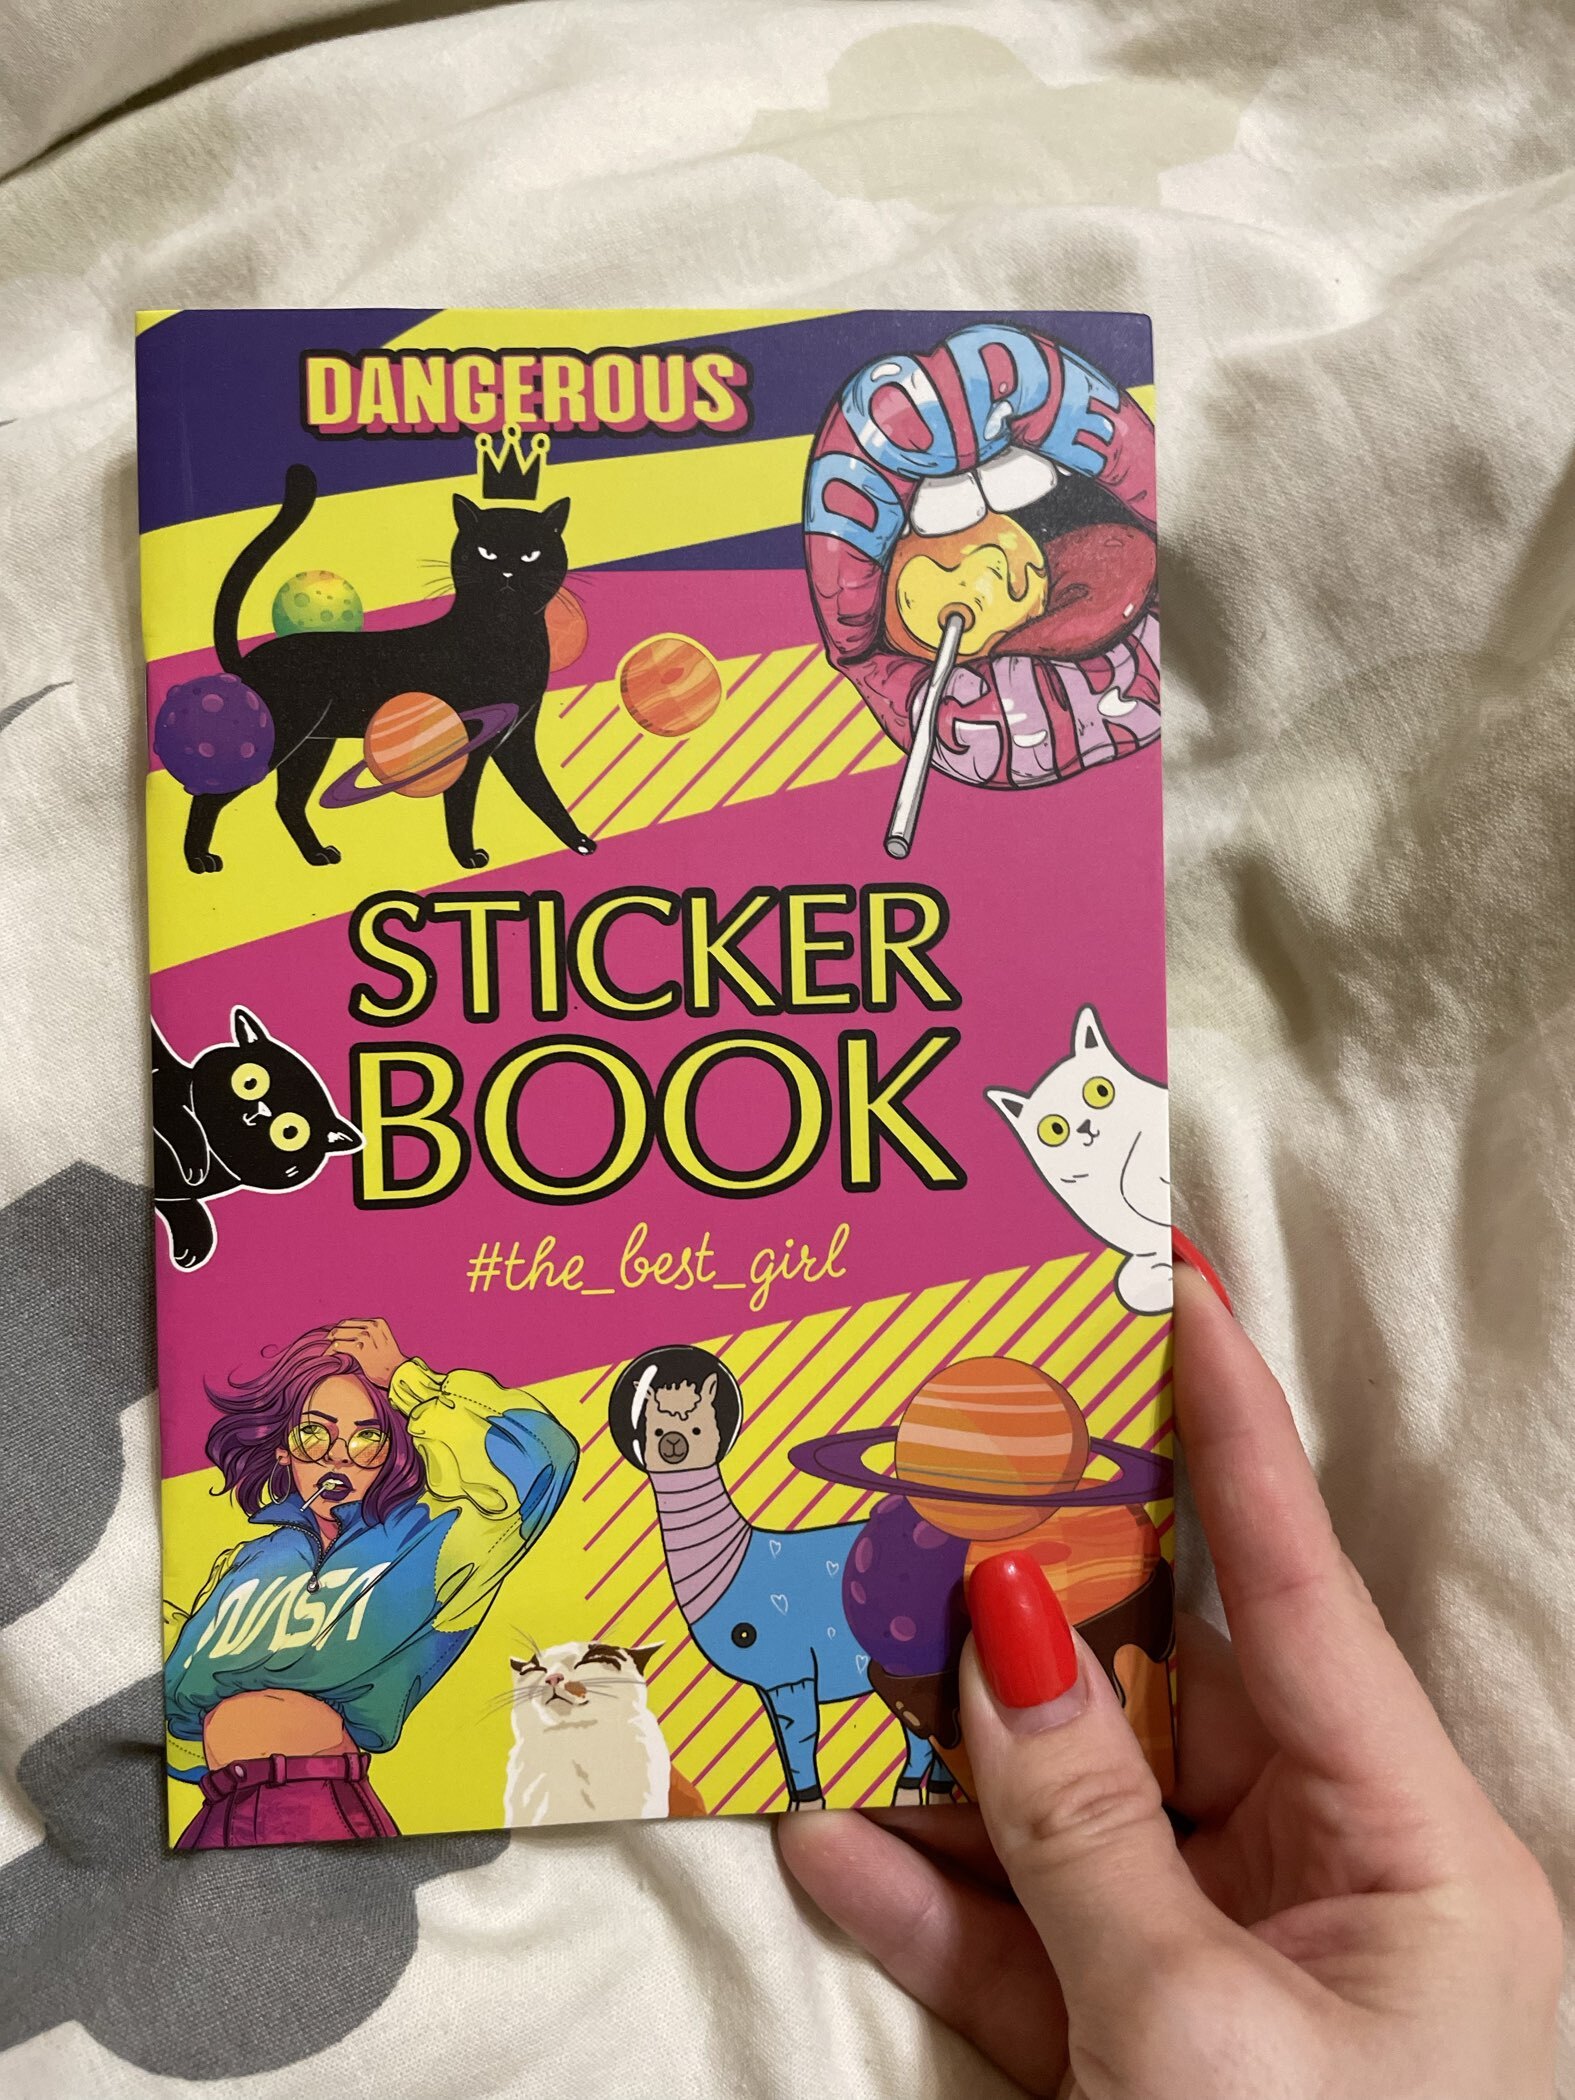 DANGEROUS
DOPE
GIRL
STICKER
BOOK
#the_best_girl
NASA